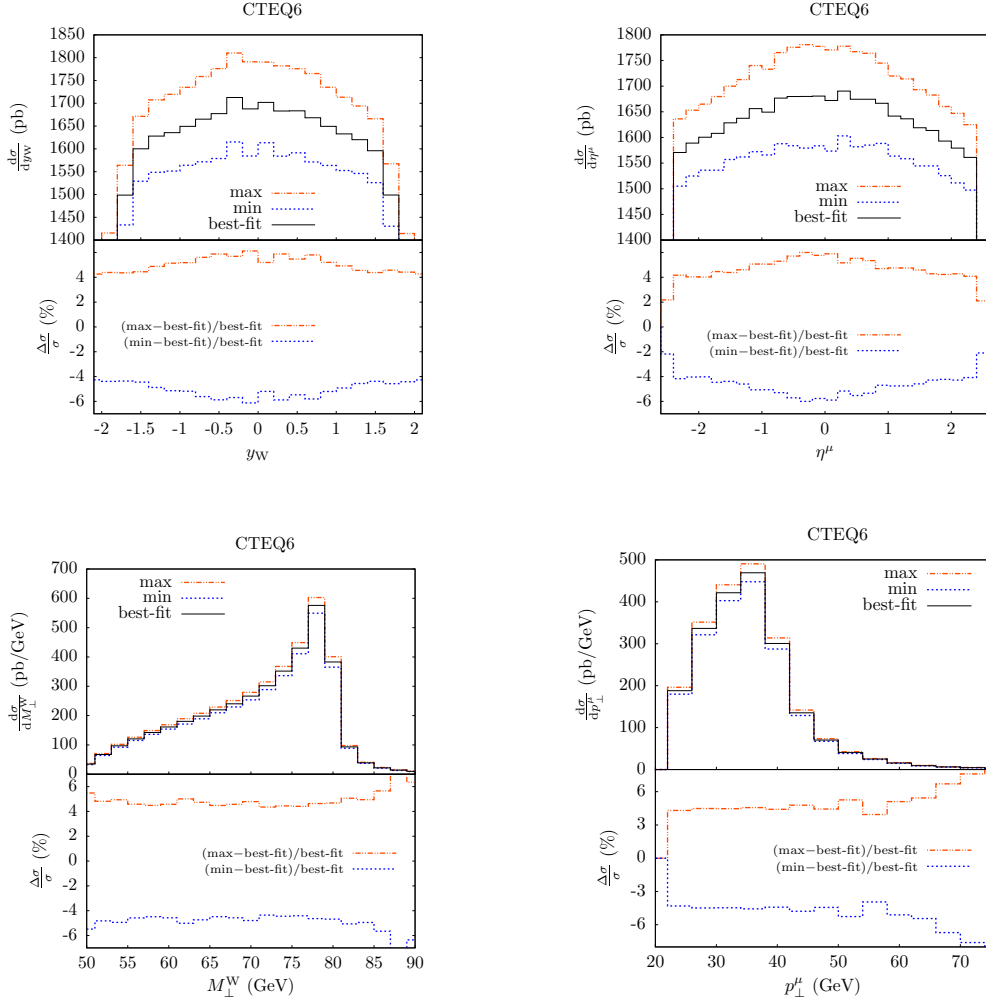 CTEQ6
1850
1800
1750
1700
1650
1600
1550
1500
1450
1400
dσ/dy_W (pb)
max
min
best-fit
4
2
0
-2
-4
-6
Δσ/σ (%)
(max−best-fit)/best-fit
(min−best-fit)/best-fit
-2 -1.5 -1 -0.5 0 0.5 1 1.5 2
y_W
CTEQ6
1800
1750
1700
1650
1600
1550
1500
1450
1400
dσ/dη^μ (pb)
max
min
best-fit
6
4
2
0
-2
-4
-6
Δσ/σ (%)
(max−best-fit)/best-fit
(min−best-fit)/best-fit
-2 -1 0 1 2
η^μ
CTEQ6
700
600
500
400
300
200
100
0
dσ/dM_⊥^W (pb/GeV)
max
min
best-fit
6
4
2
0
-2
-4
-6
Δσ/σ (%)
(max−best-fit)/best-fit
(min−best-fit)/best-fit
50 55 60 65 70 75 80 85 90
M_⊥^W (GeV)
CTEQ6
500
400
300
200
100
0
dσ/dp_⊥^μ (pb/GeV)
max
min
best-fit
6
3
0
-3
-6
Δσ/σ (%)
(max−best-fit)/best-fit
(min−best-fit)/best-fit
20 30 40 50 60 70
p_⊥^μ (GeV)